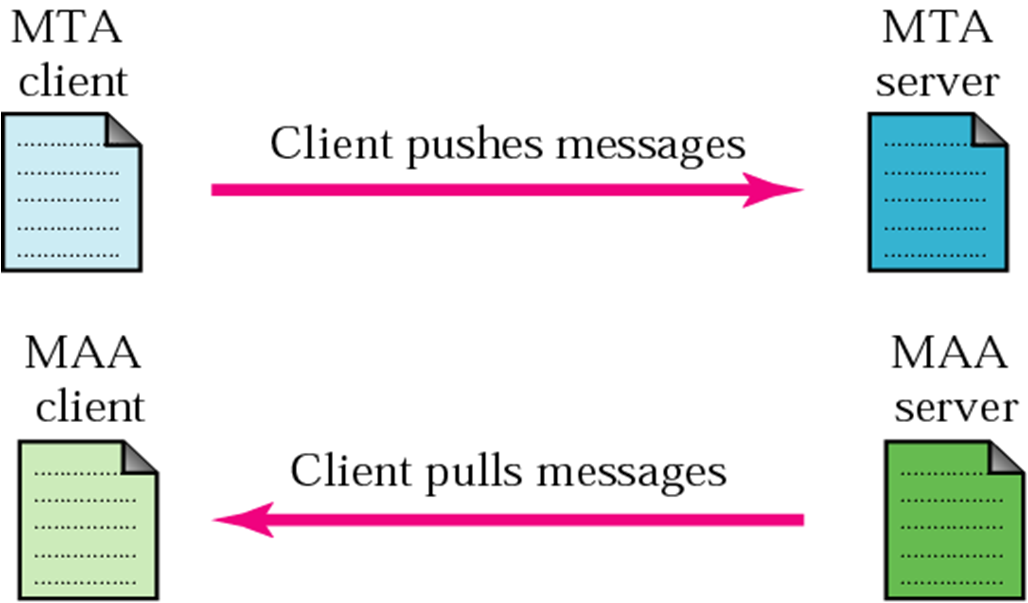 MTA
client
MTA
server
Client pushes messages
MAA
client
MAA
server
Client pulls messages